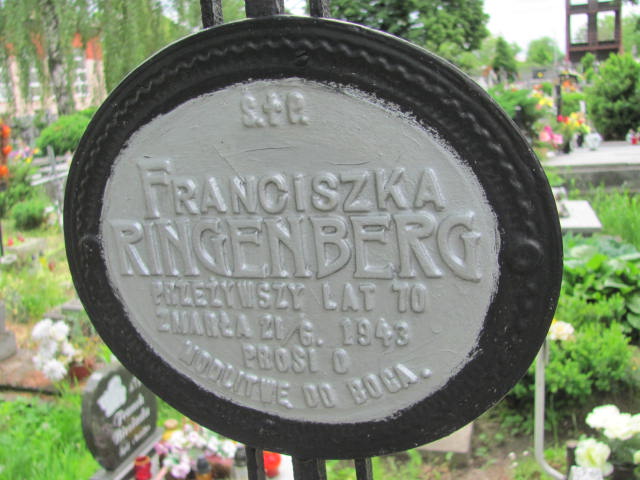 Ś.†P.
FRANCISZKA
RINGENBERG
PRZEŻYWSZY LAT 70
ZMARŁA 21/6. 1943
PROSI O
MODLITWĘ DO BOGA.